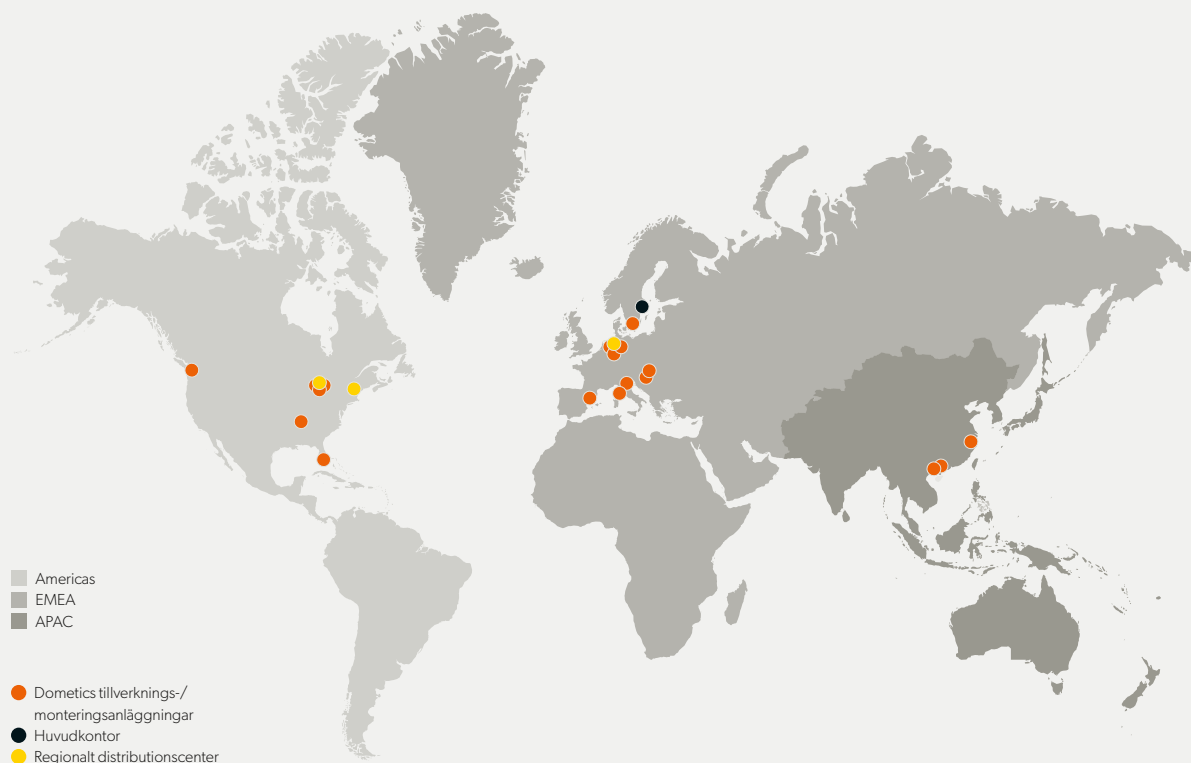 Americas
EMEA
APAC
Dometics tillverknings-/
monteringsanläggningar
Huvudkontor
Regionalt distributionscenter